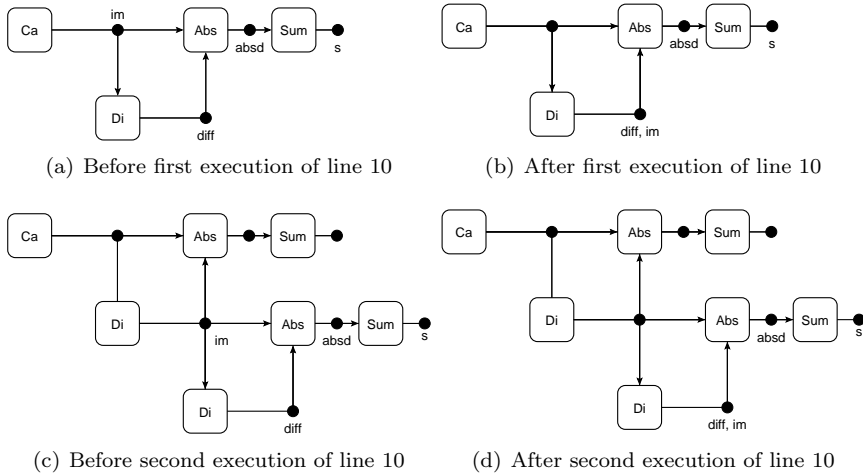 im
Ca
Abs
Sum
absd
s
Di
diff
(a) Before first execution of line 10
Ca
Abs
Sum
absd
s
Di
diff, im
(b) After first execution of line 10
Ca
Abs
Sum
Di
Abs
Sum
im
absd
s
Di
diff
(c) Before second execution of line 10
Ca
Abs
Sum
Di
Abs
Sum
absd
s
Di
diff, im
(d) After second execution of line 10